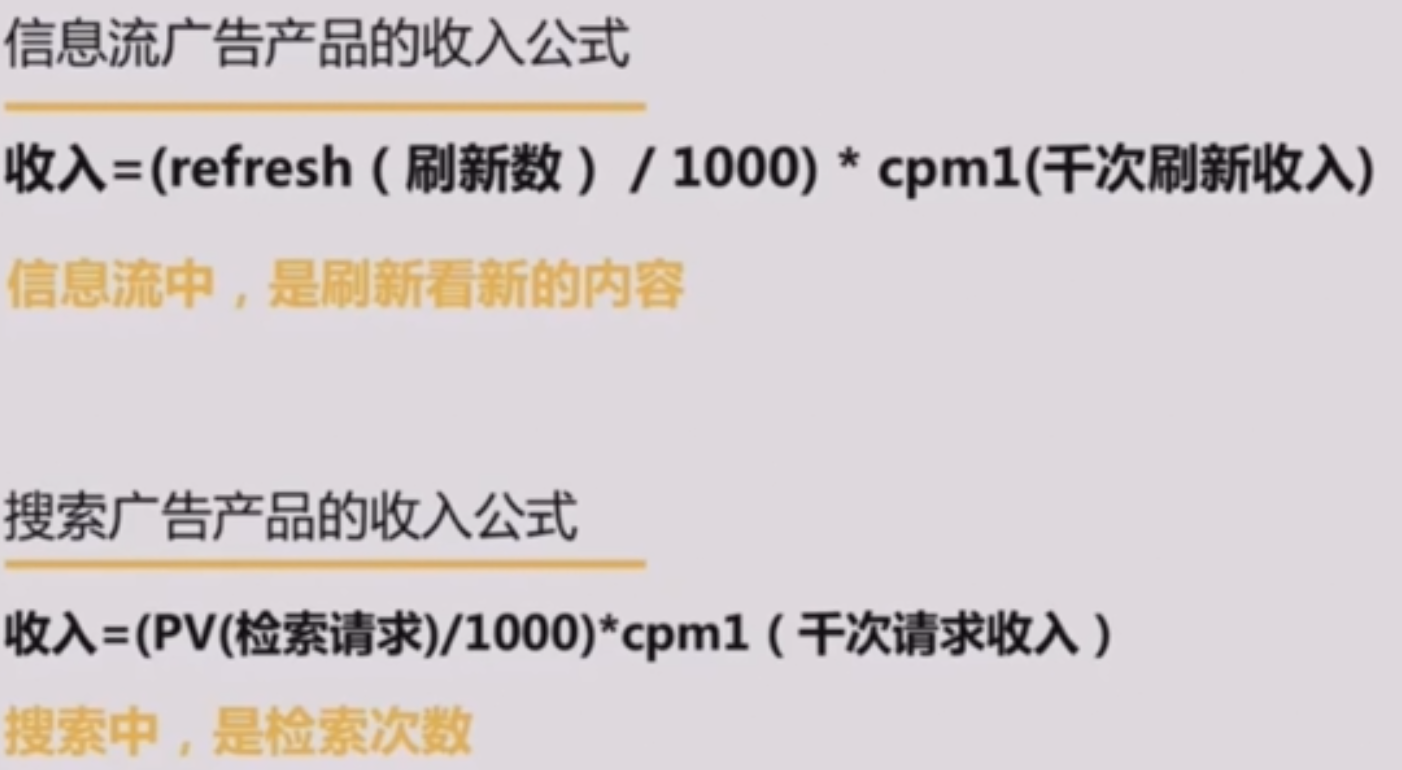 信息流广告产品的收入公式
收入=(refresh（刷新数） / 1000) * cpm1(千次刷新收入)
信息流中，是刷新看新的内容
搜索广告产品的收入公式
收入=(PV(检索请求)/1000)*cpm1（千次请求收入）
搜索中，是检索次数